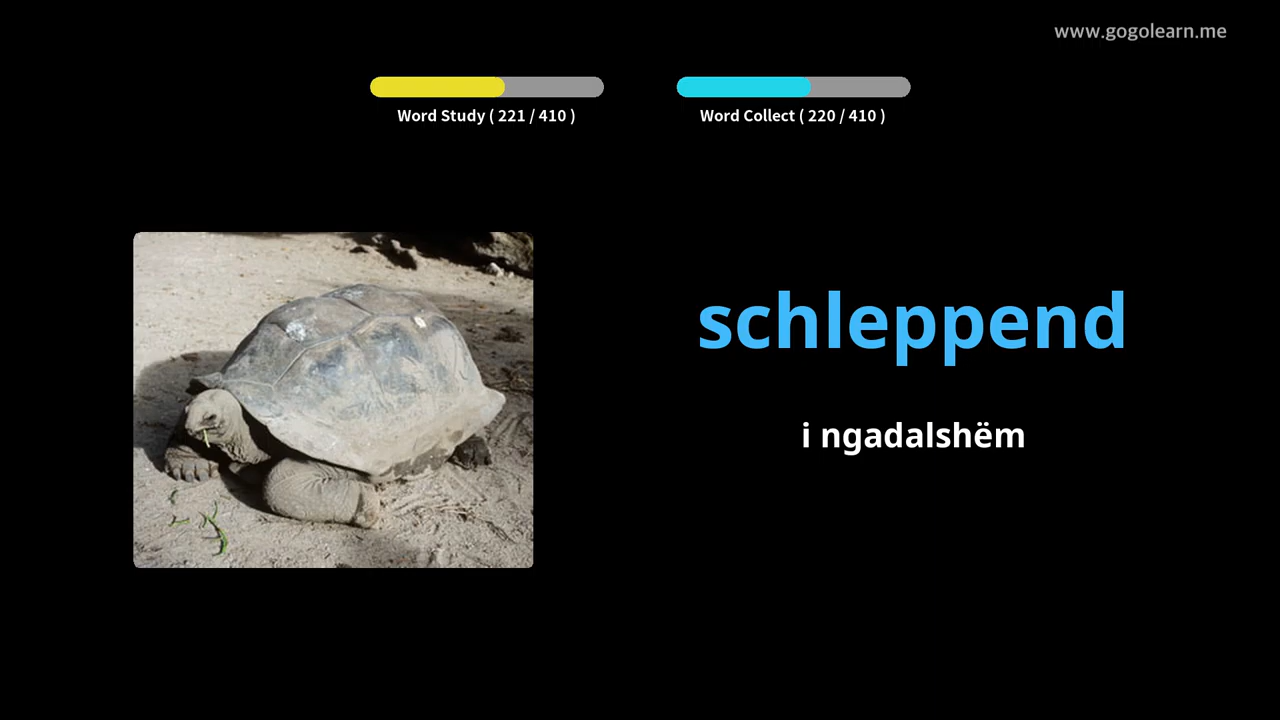 www.gogolearn.me
Word Study ( 221 / 410 )
Word Collect ( 220 / 410 )
schleppend
i ngadalshëm